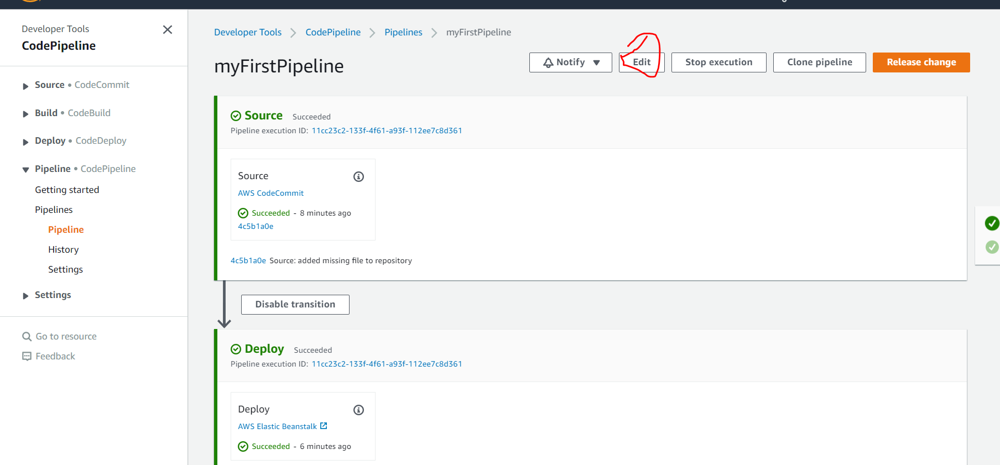 Developer Tools
CodePipeline
Source • CodeCommit
Build • CodeBuild
Deploy • CodeDeploy
Pipeline • CodePipeline
Getting started
Pipelines
Pipeline
History
Settings
Settings
Go to resource
Feedback
Developer Tools
CodePipeline
Pipelines
myFirstPipeline
myFirstPipeline
Notify
Edit
Stop execution
Clone pipeline
Release change
Source Succeeded
Pipeline execution ID: 11cc23c2-133f-4f61-a93f-112ee7c8d361
Source
AWS CodeCommit
Succeeded - 8 minutes ago
4c5b1a0e
4c5b1a0e Source: added missing file to repository
Disable transition
Deploy Succeeded
Pipeline execution ID: 11cc23c2-133f-4f61-a93f-112ee7c8d361
Deploy
AWS Elastic Beanstalk
Succeeded - 6 minutes ago